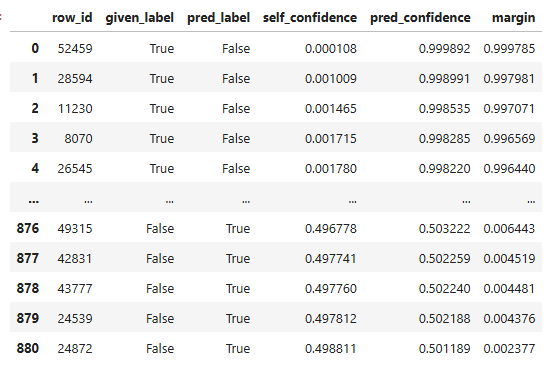 row_id given_label pred_label self_confidence pred_confidence margin
0 52459 True False 0.000108 0.999892 0.999785
1 28594 True False 0.001009 0.998991 0.997981
2 11230 True False 0.001465 0.998535 0.997071
3 8070 True False 0.001715 0.998285 0.996569
4 26545 True False 0.001780 0.998220 0.996440
... ... ... ... ... ... ...
876 49315 False True 0.496778 0.503222 0.006443
877 42831 False True 0.497741 0.502259 0.004519
878 43777 False True 0.497760 0.502240 0.004481
879 24539 False True 0.497812 0.502188 0.004376
880 24872 False True 0.498811 0.501189 0.002377